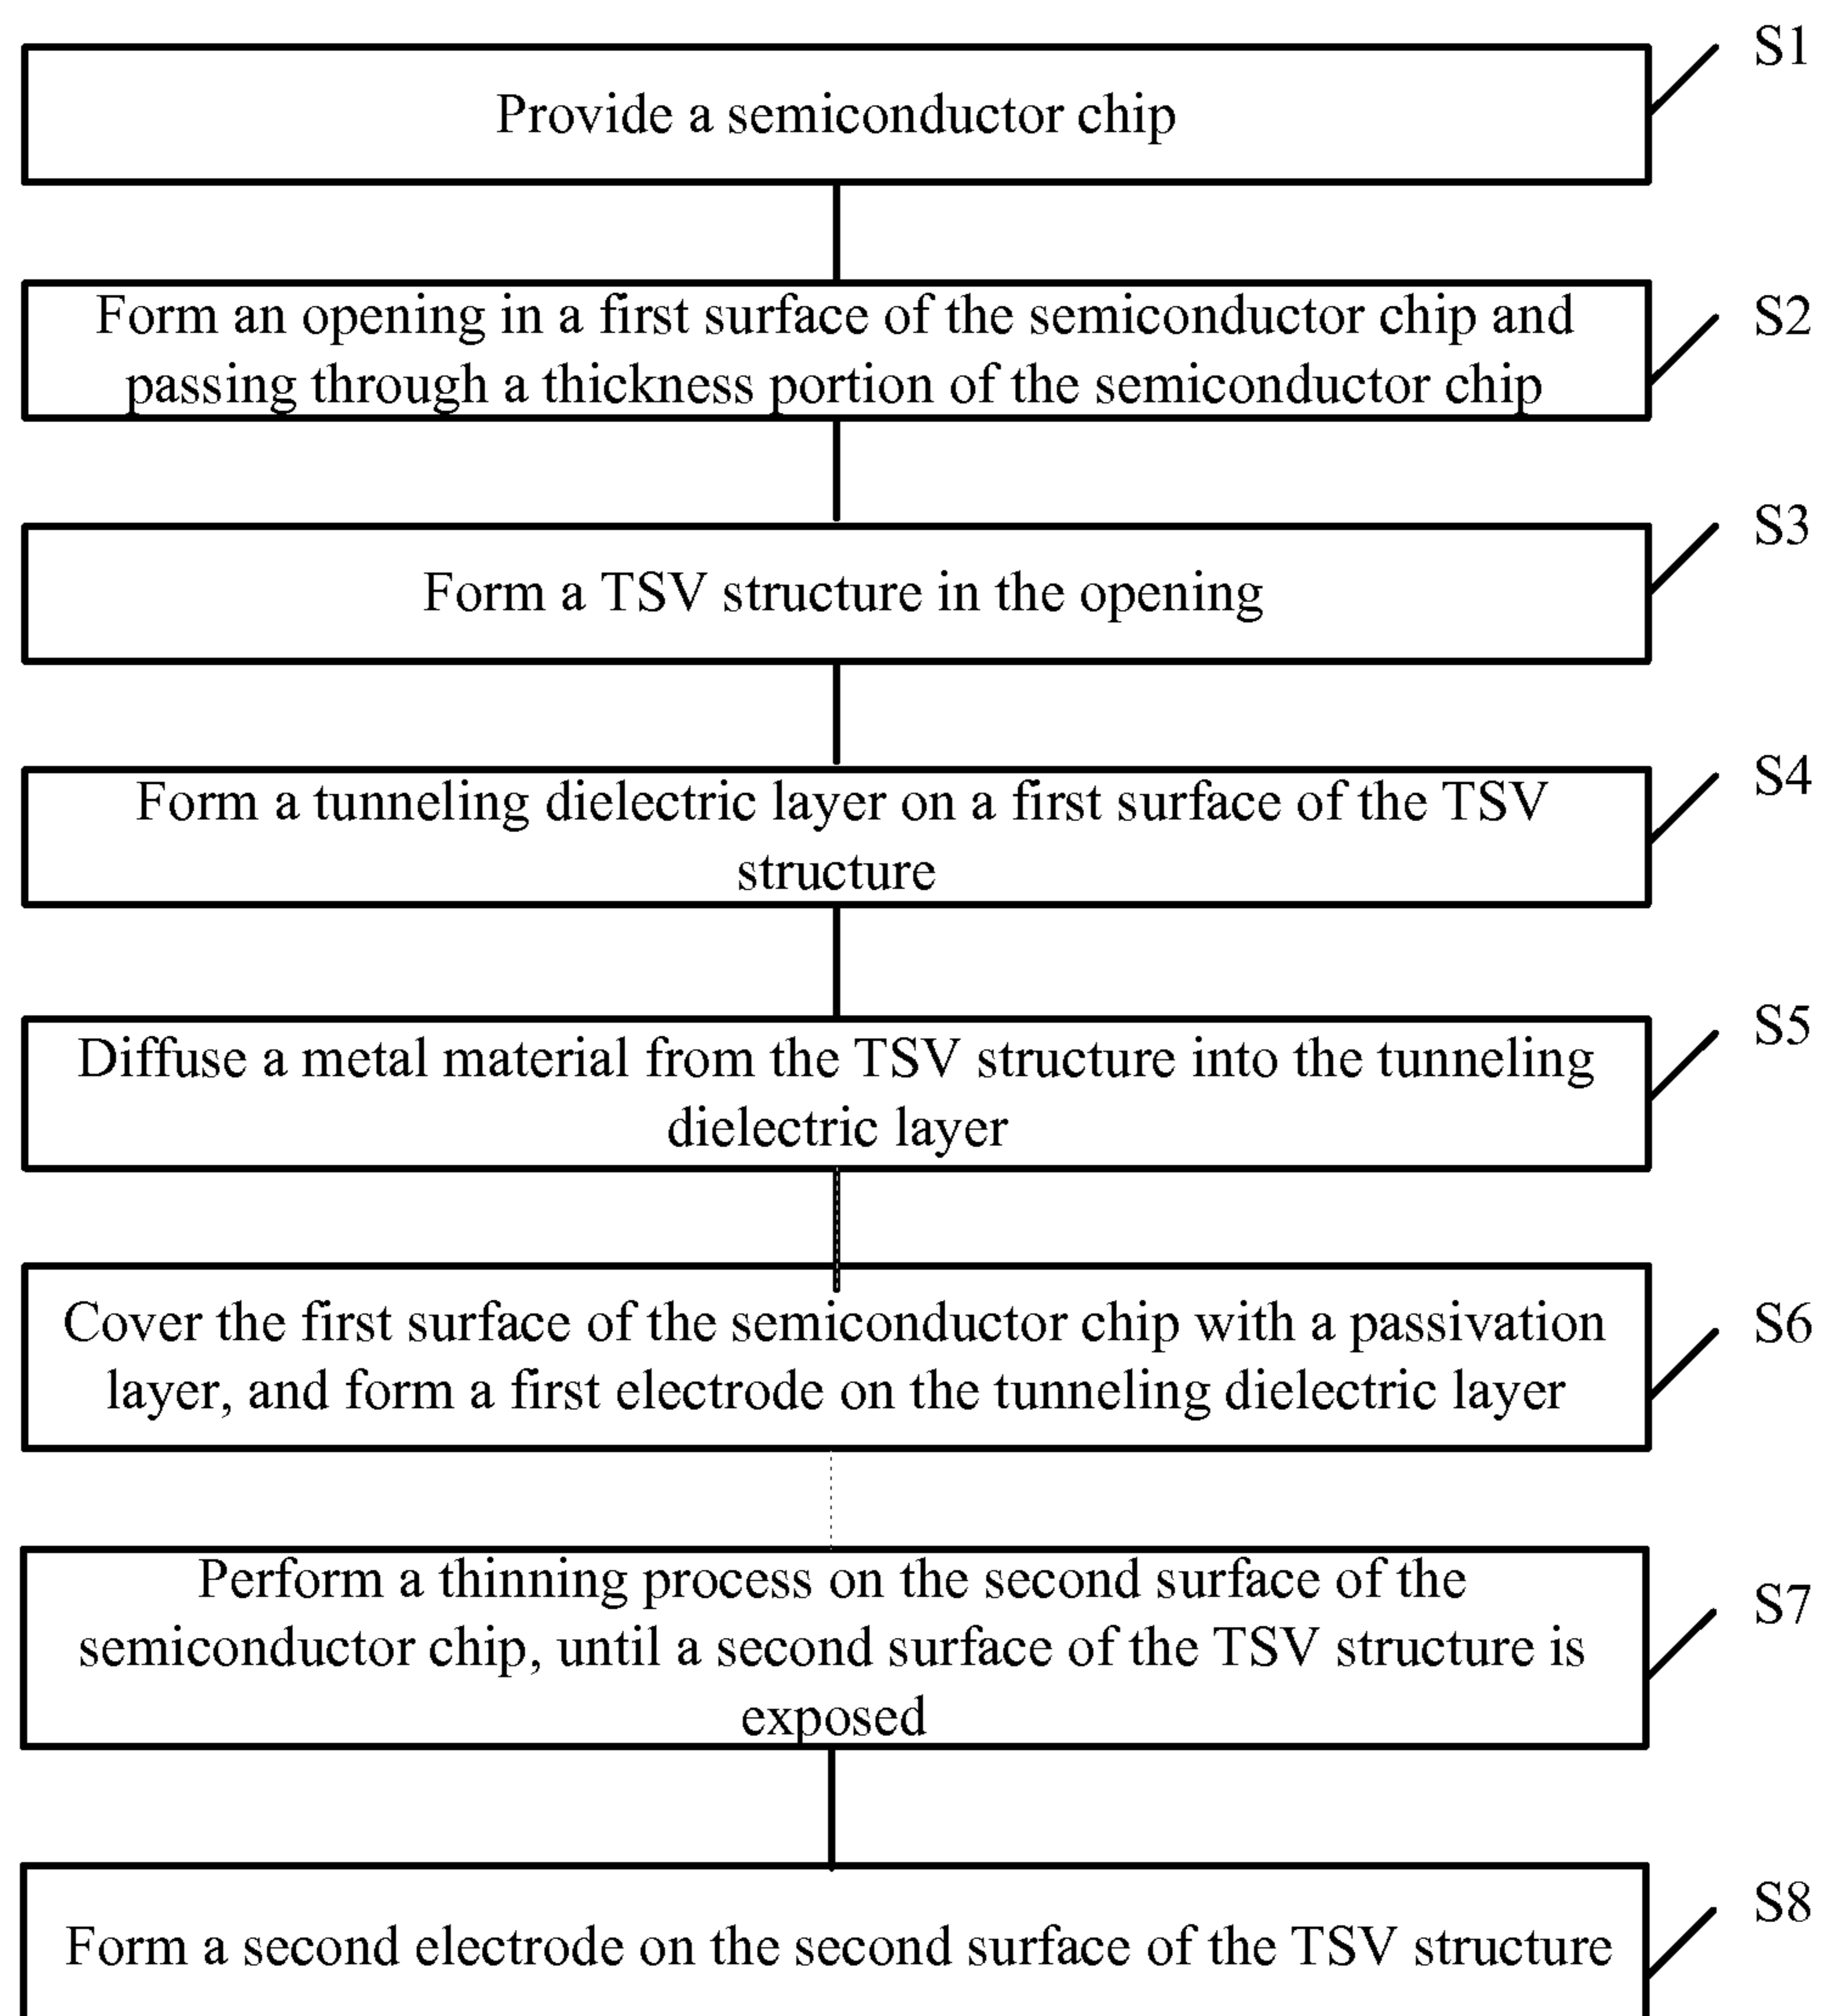 S1
Provide a semiconductor chip
S2
Form an opening in a first surface of the semiconductor chip and
passing through a thickness portion of the semiconductor chip
S3
Form a TSV structure in the opening
S4
Form a tunneling dielectric layer on a first surface of the TSV
structure
S5
Diffuse a metal material from the TSV structure into the tunneling
dielectric layer
S6
Cover the first surface of the semiconductor chip with a passivation
layer, and form a first electrode on the tunneling dielectric layer
S7
Perform a thinning process on the second surface of the
semiconductor chip, until a second surface of the TSV structure is
exposed
S8
Form a second electrode on the second surface of the TSV structure